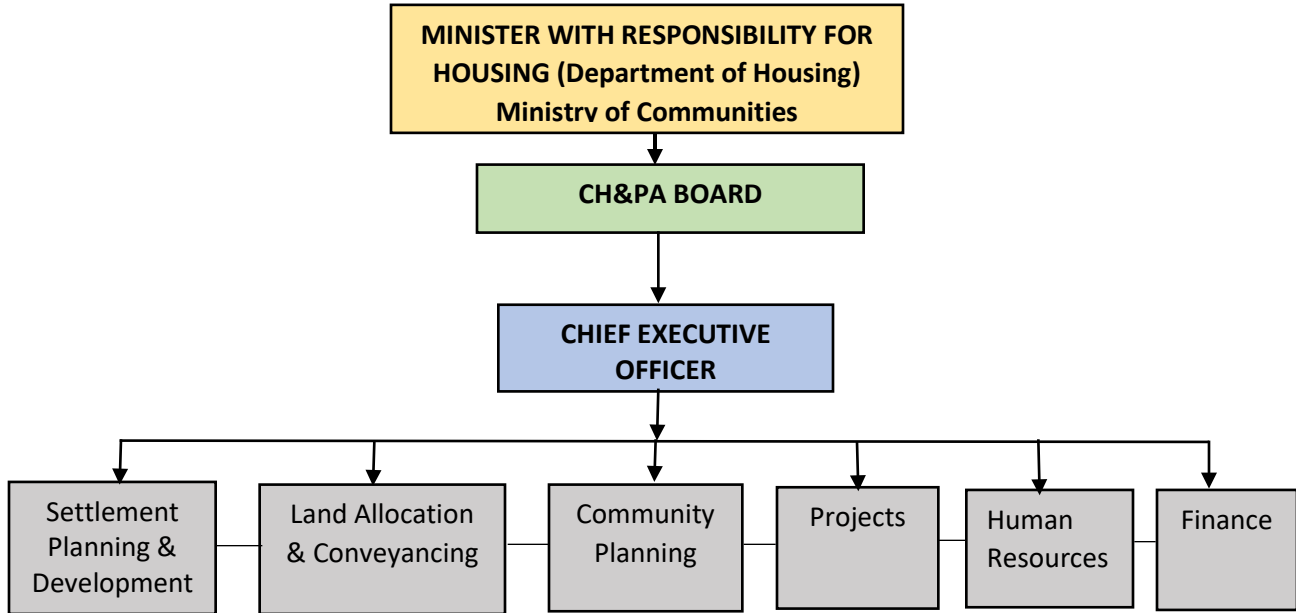 MINISTER WITH RESPONSIBILITY FOR
HOUSING (Department of Housing)
Ministry of Communities
CH&PA BOARD
CHIEF EXECUTIVE
OFFICER
Settlement
Planning &
Development
Land Allocation
& Conveyancing
Community
Planning
Projects
Human
Resources
Finance